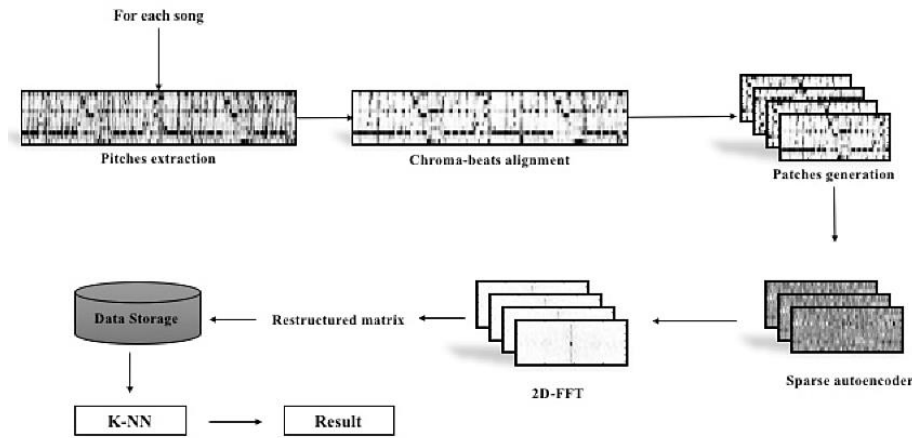 For each song
Pitches extraction
Chroma-beats alignment
Patches generation
Sparse autoencoder
2D-FFT
Restructured matrix
Data Storage
K-NN
Result